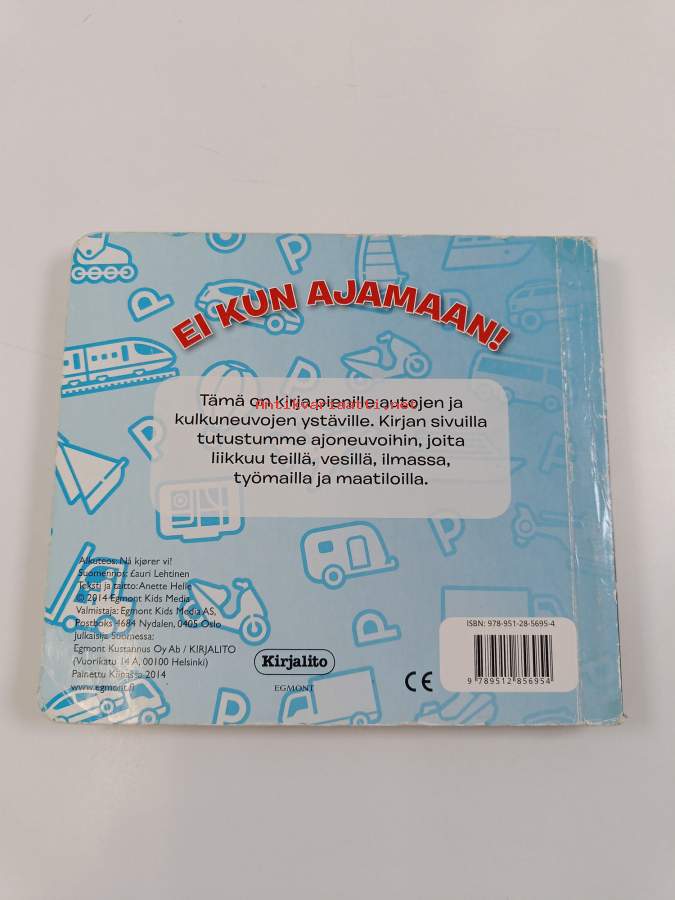 EI KUN AJAMAAN!
Tämä on kirja pienille autojen ja
Antikvariaatti.net
kulkuneuvojen ystäville. Kirjan sivuilla
tutustumme ajoneuvoihin, joita
liikkuu teillä, vesillä, ilmassa,
työmailla ja maatiloilla.
Alkuteos: Nå kjører vi!
Suomennos: Lauri Lehtinen
Teksti ja taitto: Anette Helle
© 2014 Egmont Kids Media
Valmistaja: Egmont Kids Media AS,
Postboks 4684 Nydalen, 0405 Oslo
Julkaisija Suomessa:
Egmont Kustannus Oy Ab / KIRJALITO
(Vuorikatu 14 A, 00100 Helsinki)
Painettu Kiinassa 2014
www.egmont.fi
Kirjalito
EGMONT
CE
ISBN: 978-951-28-5695-4
9 789512 856954
P
P
P
P
P
P